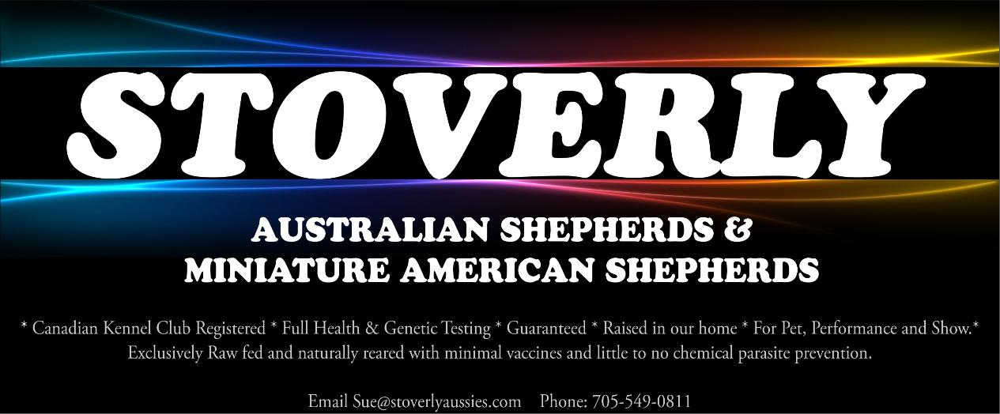 STOVERLY
AUSTRALIAN SHEPHERDS &
MINIATURE AMERICAN SHEPHERDS
* Canadian Kennel Club Registered * Full Health & Genetic Testing * Guaranteed * Raised in our home * For Pet, Performance and Show.*
Exclusively Raw fed and naturally reared with minimal vaccines and little to no chemical parasite prevention.
Email Sue@stoverlyaussies.com Phone: 705-549-0811